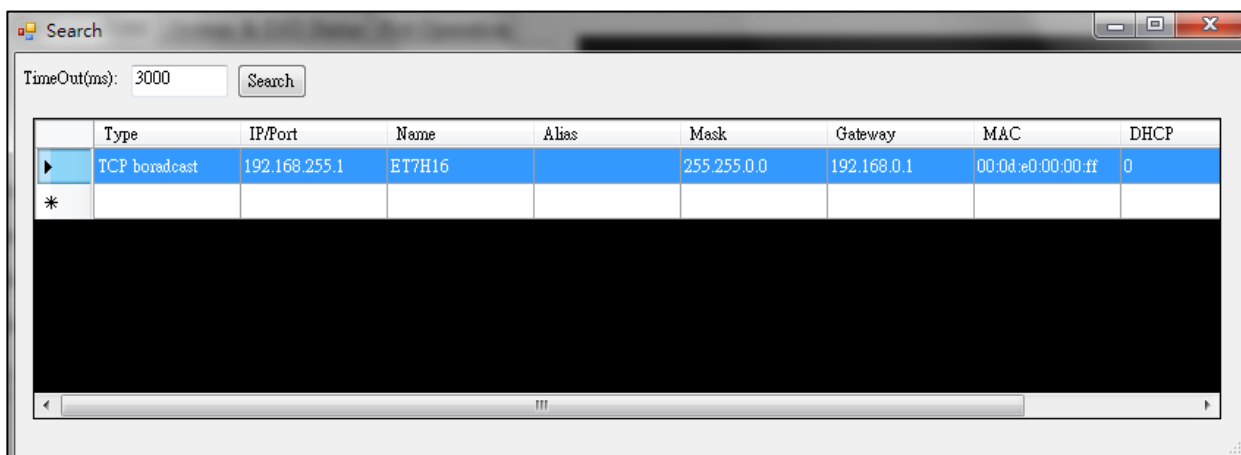 Search
TimeOut(ms): 3000 Search
Type IP/Port Name Alias Mask Gateway MAC DHCP
TCP boradcast 192.168.255.1 ET7H16 255.255.0.0 192.168.0.1 00:0d:e0:00:00:ff 0